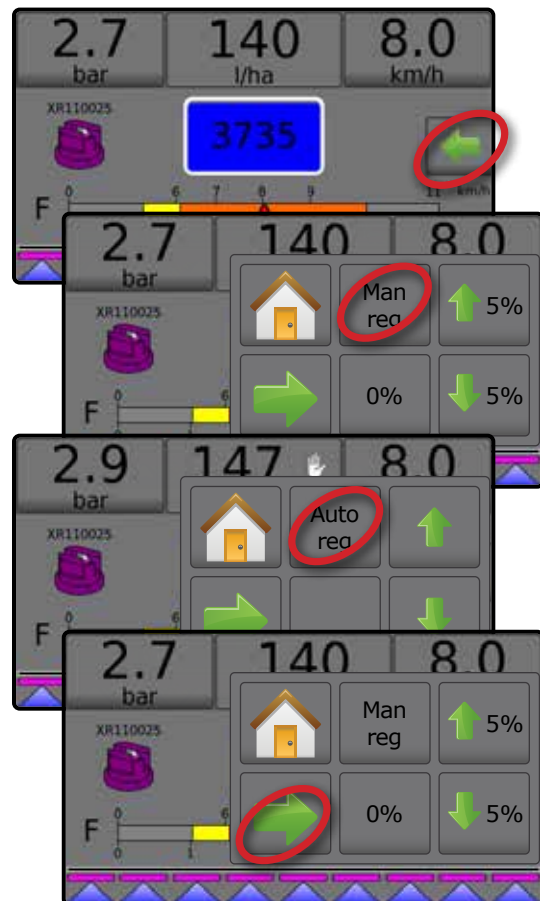 2.7 140 8.0
bar l/ha km/h
XR110025
3735
0 6 7 8 9 11 km/h
F
2.7 140 8.0
bar
XR110025
Man
reg
5%
0 6
F
0 1
0%
5%
2.9 147 8.0
bar
XR110025
Auto
reg
0 6
F
2.7 140 8.0
bar
XR110025
Man
reg
5%
0 6
F
0 1
0%
5%